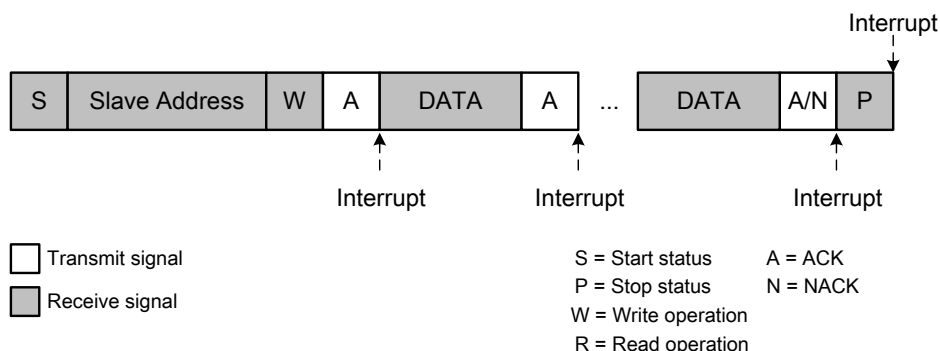 Interrupt
S Slave Address W A DATA A ... DATA A/N P
Interrupt Interrupt Interrupt
Transmit signal
Receive signal
S = Start status A = ACK
P = Stop status N = NACK
W = Write operation
R = Read operation